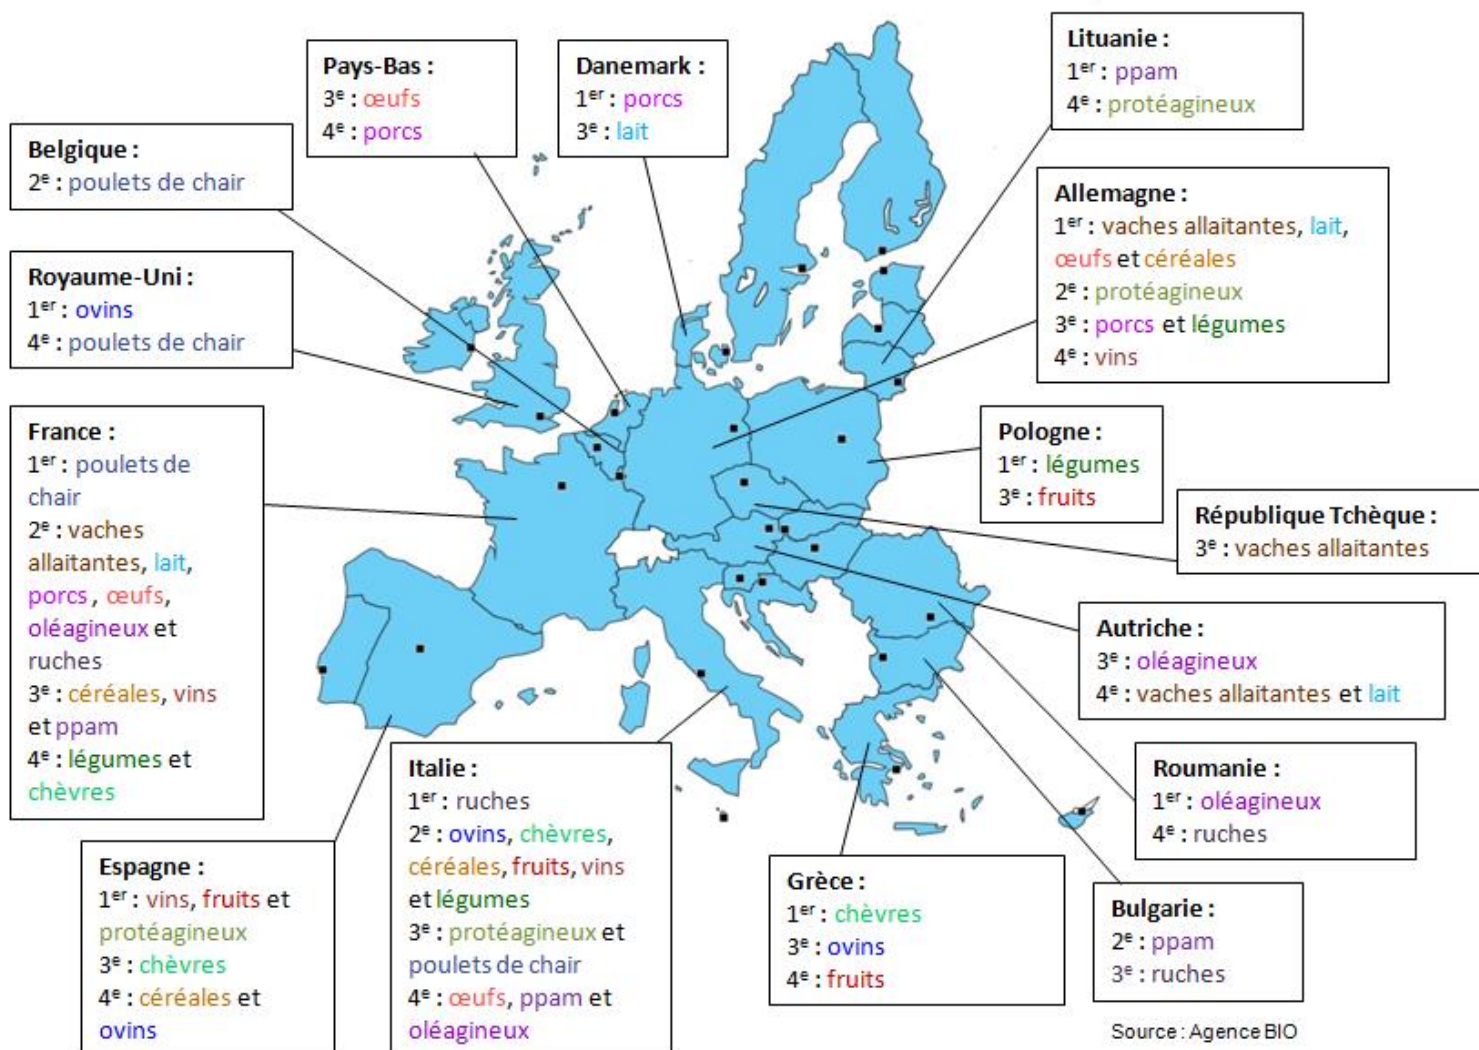 Pays-Bas :
3e : œufs
4e : porcs
Danemark :
1er : porcs
3e : lait
Lituanie :
1er : ppam
4e : protéagineux
Belgique :
2e : poulets de chair
Allemagne :
1er : vaches allaitantes, lait,
œufs et céréales
2e : protéagineux
3e : porcs et légumes
4e : vins
Royaume-Uni :
1er : ovins
4e : poulets de chair
France :
1er : poulets de
chair
2e : vaches
allaitantes, lait,
porcs , œufs,
oléagineux et
ruches
3e : céréales, vins
et ppam
4e : légumes et
chèvres
Pologne :
1er : légumes
3e : fruits
République Tchèque :
3e : vaches allaitantes
Autriche :
3e : oléagineux
4e : vaches allaitantes et lait
Roumanie :
1er : oléagineux
4e : ruches
Espagne :
1er : vins, fruits et
protéagineux
3e : chèvres
4e : céréales et
ovins
Italie :
1er : ruches
2e : ovins, chèvres,
céréales, fruits, vins
et légumes
3e : protéagineux et
poulets de chair
4e : œufs, ppam et
oléagineux
Grèce :
1er : chèvres
3e : ovins
4e : fruits
Bulgarie :
2e : ppam
3e : ruches
Source : Agence BIO